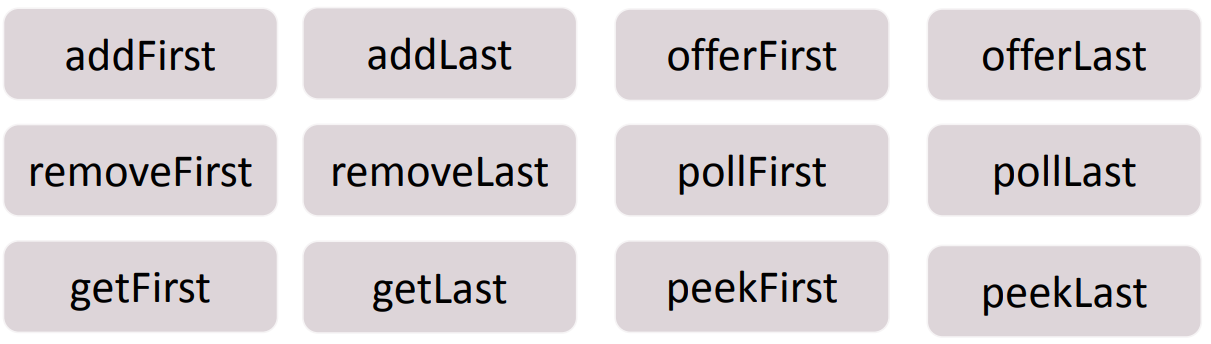 addFirst addLast offerFirst offerLast
removeFirst removeLast pollFirst pollLast
getFirst getLast peekFirst peekLast